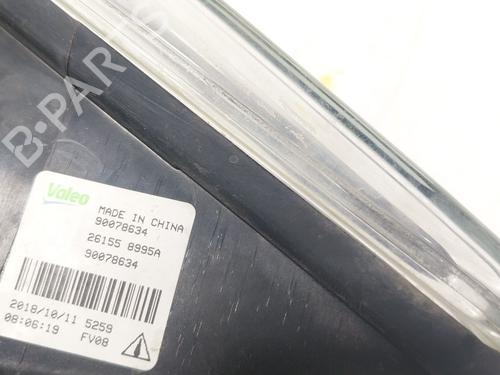 B-PARTS
Valeo
MADE IN CHINA
90078634
26155 8995A
90078634
2018/10/11 5259
08:06:19 FV08